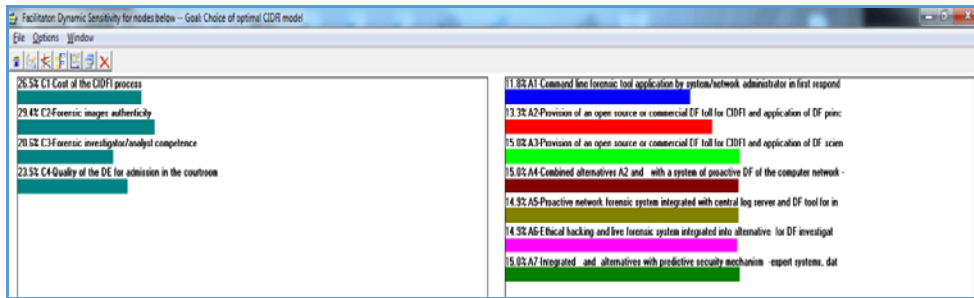 Facilitator: Dynamic Sensitivity for nodes below -- Goal: Choice of optimal CIDFI model
File Options Window
26.5% C1-Cost of the CIDFI process
29.4% C2-Forensic images authenticity
20.6% C3-Forensic investigator/analyst competence
23.5% C4-Quality of the DE for admission in the courtroom
11.8% A1-Command line forensic tool application by system/network administrator in first respond
13.3% A2-Provision of an open source or commercial DF toll for CIDFI and application of DF princ
15.0% A3-Provision of an open source or commercial DF toll for CIDFI and application of DF scien
15.0% A4-Combined alternatives A2 and with a system of proactive DF of the computer network -
14.9% A5-Proactive network forensic system integrated with central log server and DF tool for in
14.9% A6-Ethical hacking and live forensic system integrated into alternative for DF investigat
15.0% A7-Integrated and alternatives with predictive security mechanism -expert systems, dat